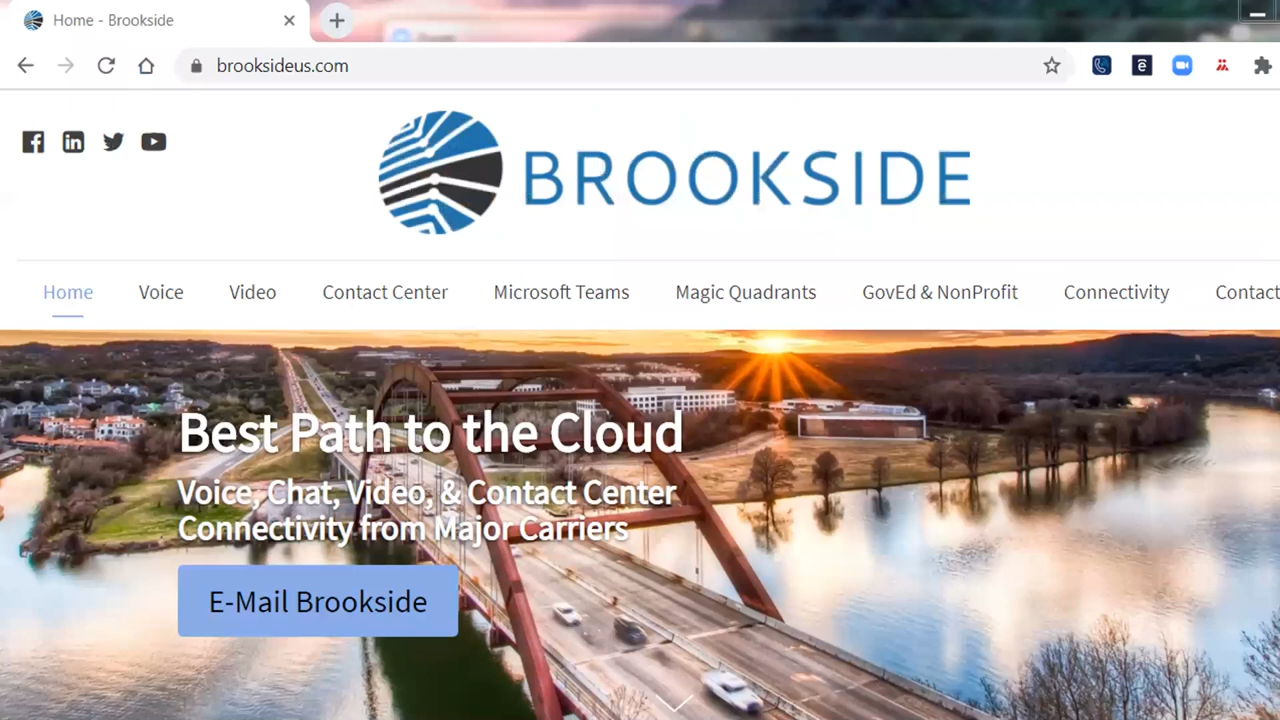 Home - Brookside
brooksideus.com
BROOKSIDE
Home Voice Video Contact Center Microsoft Teams Magic Quadrants GovEd & NonProfit Connectivity Contact
Best Path to the Cloud
Voice, Chat, Video, & Contact Center
Connectivity from Major Carriers
E-Mail Brookside